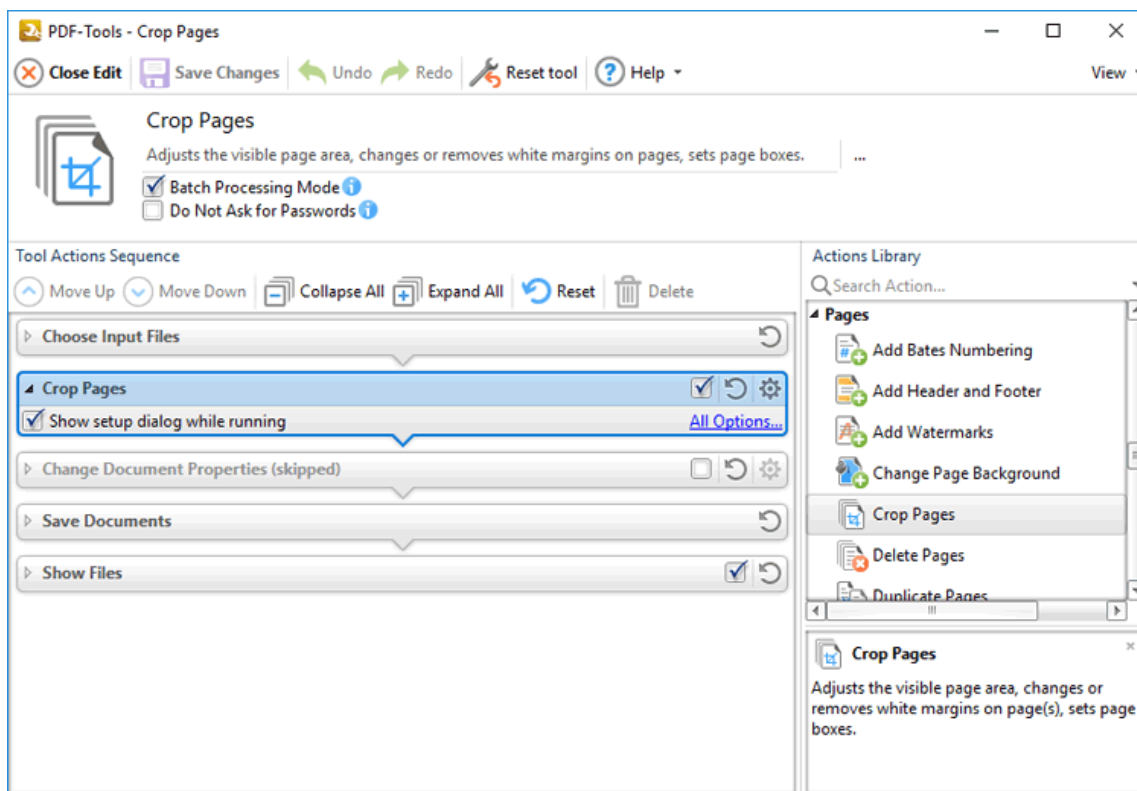 PDF-Tools - Crop Pages
Close Edit Save Changes Undo Redo Reset tool Help View
Crop Pages
Adjusts the visible page area, changes or removes white margins on pages, sets page boxes. ...
Batch Processing Mode
Do Not Ask for Passwords
Tool Actions Sequence
Move Up Move Down Collapse All Expand All Reset Delete
Choose Input Files
Crop Pages
Show setup dialog while running All Options...
Change Document Properties (skipped)
Save Documents
Show Files
Actions Library
Search Action...
Pages
Add Bates Numbering
Add Header and Footer
Add Watermarks
Change Page Background
Crop Pages
Delete Pages
Duplicate Pages
Crop Pages
Adjusts the visible page area, changes or
removes white margins on page(s), sets page
boxes.